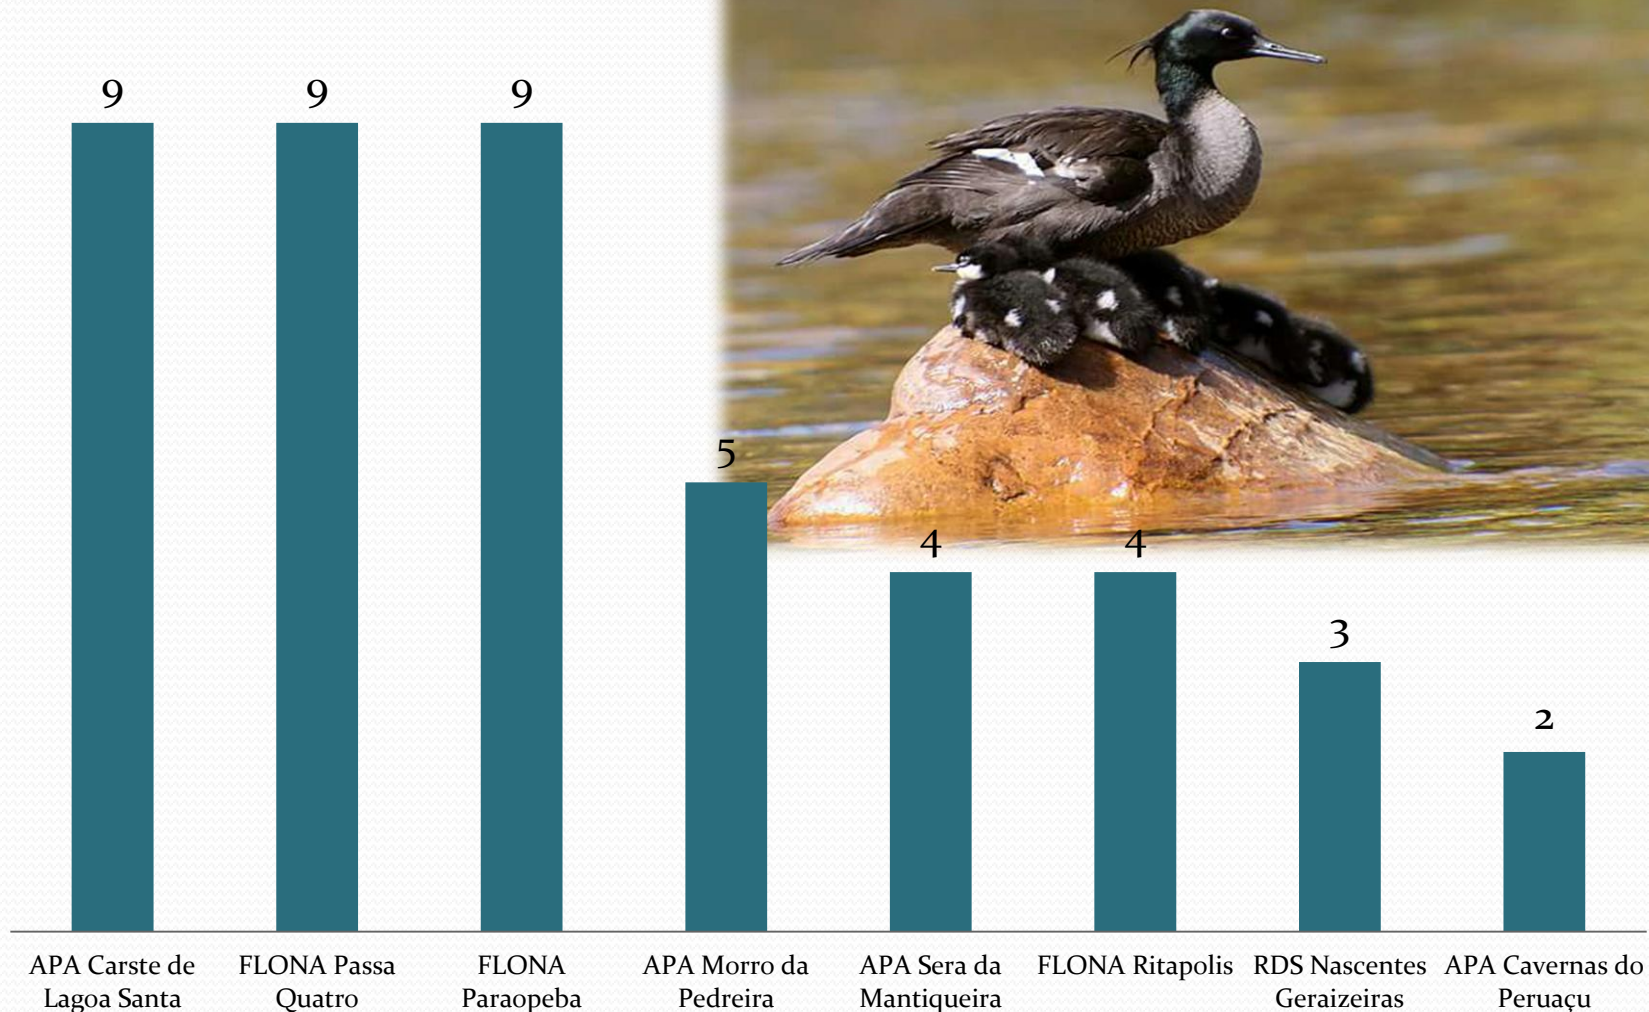 9
9
9
5
4
4
3
2
APA Carste de
Lagoa Santa
FLONA Passa
Quatro
FLONA
Paraopeba
APA Morro da
Pedreira
APA Sera da
Mantiqueira
FLONA Ritapolis
RDS Nascentes
Geraizeiras
APA Cavernas do
Peruaçu